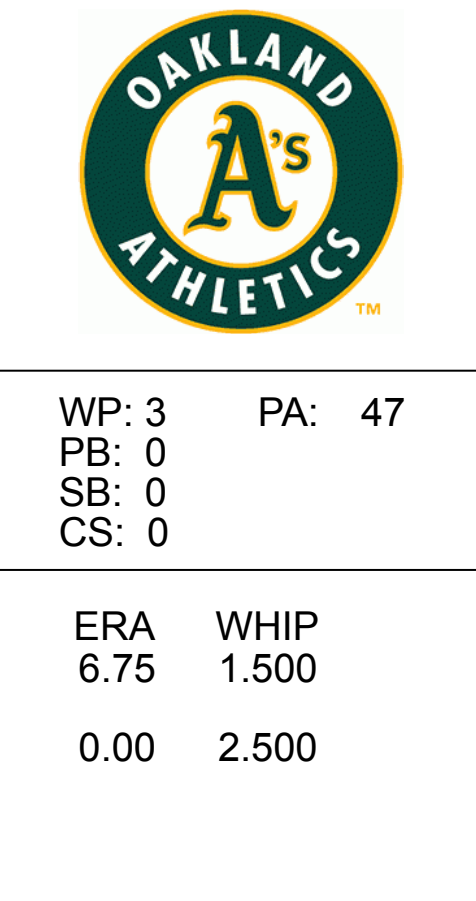 OAKLAND
A's
ATHLETICS
TM
WP: 3 PA: 47
PB: 0
SB: 0
CS: 0
ERA WHIP
6.75 1.500
0.00 2.500